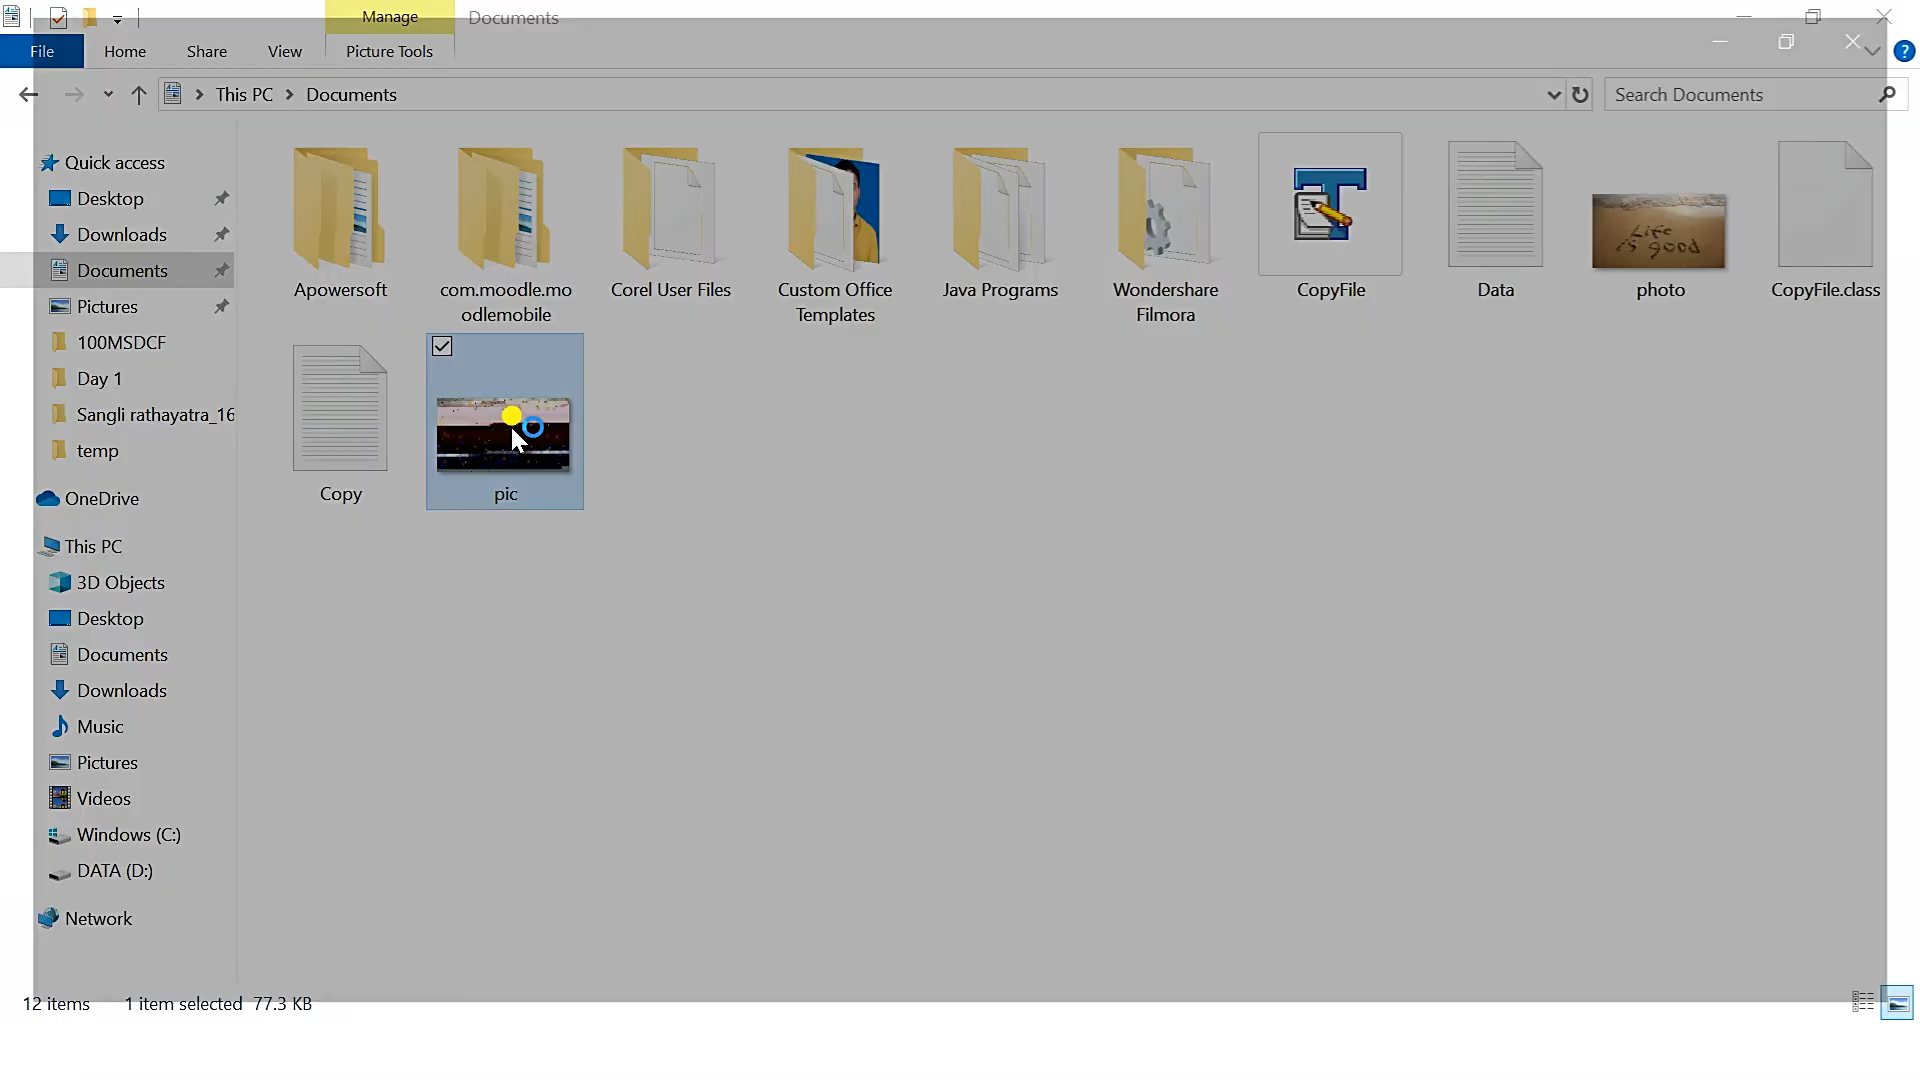 Manage
Documents
File
Home
Share
View
Picture Tools
This PC
Documents
Search Documents
Quick access
Desktop
Downloads
Documents
Pictures
100MSDCF
Day 1
Sangli rathayatra_16
temp
OneDrive
This PC
3D Objects
Desktop
Documents
Downloads
Music
Pictures
Videos
Windows (C:)
DATA (D:)
Network
Apowersoft
com.moodle.mo
odlemobile
Corel User Files
Custom Office
Templates
Java Programs
Wondershare
Filmora
CopyFile
Data
Life
is good
photo
CopyFile.class
Copy
pic
12 items
1 item selected 77.3 KB